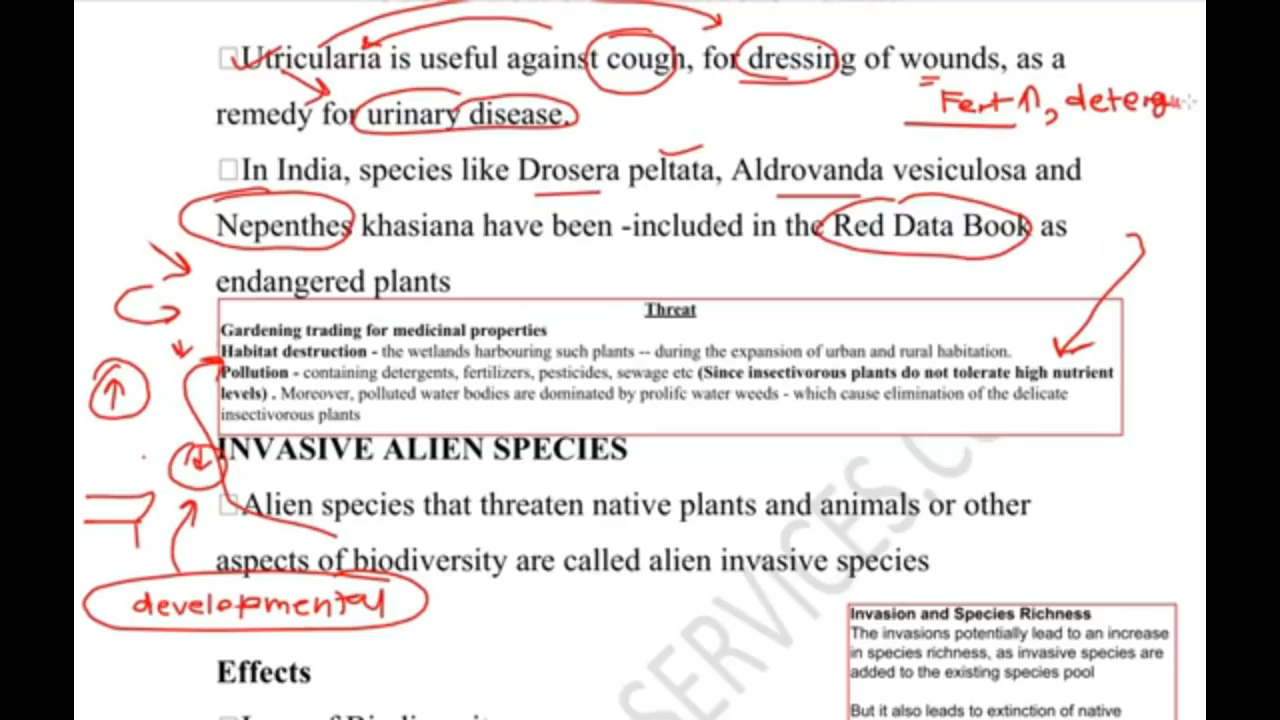 Utricularia is useful against cough, for dressing of wounds, as a
Fert ↑, deterg
remedy for urinary disease.
In India, species like Drosera peltata, Aldrovanda vesiculosa and
Nepenthes khasiana have been -included in the Red Data Book as
endangered plants
Threat
Gardening trading for medicinal properties
Habitat destruction - the wetlands harbouring such plants -- during the expansion of urban and rural habitation.
Pollution - containing detergents, fertilizers, pesticides, sewage etc (Since insectivorous plants do not tolerate high nutrient
levels) . Moreover, polluted water bodies are dominated by prolific water weeds - which cause elimination of the delicate
insectivorous plants
INVASIVE ALIEN SPECIES
Alien species that threaten native plants and animals or other
aspects of biodiversity are called alien invasive species
developmental
Invasion and Species Richness
The invasions potentially lead to an increase
in species richness, as invasive species are
added to the existing species pool
But it also leads to extinction of native
Effects
SERVICES.C